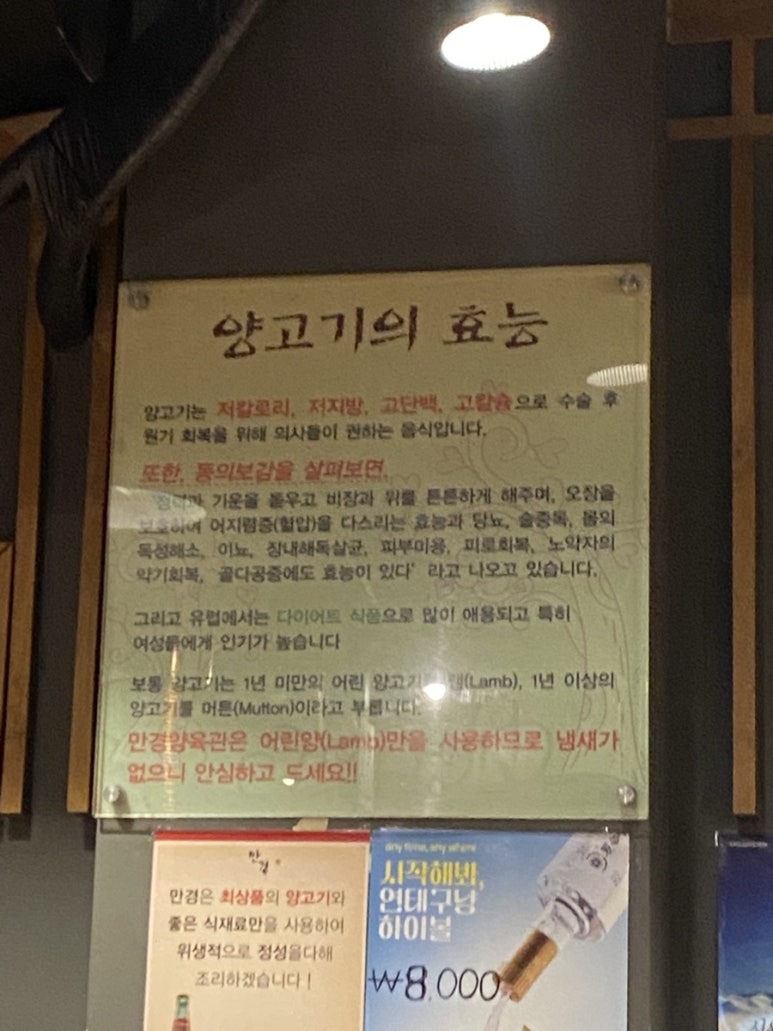 양고기의 효능
양고기는 저칼로리, 저지방, 고단백, 고칼슘으로 수술 후
원기 회복을 위해 의사들이 권하는 음식입니다.
또한, 동의보감을 살펴보면,
정력과 기운을 돋우고 비장과 위를 튼튼하게 해주며, 오장을
보호하여 어지럼증(혈압)을 다스리는 효능과 당뇨, 술중독, 몸의
독성해소, 이뇨, 장내해독살균, 피부미용, 피로회복, 노약자의
약기회복, 골다공증에도 효능이 있다' 라고 나오고 있습니다.
그리고 유럽에서는 다이어트 식품으로 많이 애용되고 특히
여성들에게 인기가 높습니다
보통 양고기는 1년 미만의 어린 양고기를 램(Lamb), 1년 이상의
양고기를 머튼(Mutton)이라고 부릅니다.
만경양육관은 어린양(Lamb)만을 사용하므로 냄새가
없으니 안심하고 드세요!!
만경
만경은 최상품의 양고기와
좋은 식재료만을 사용하여
위생적으로 정성을다해
조리하겠습니다!
any time, any where
시작해봐,
연태구냥
하이볼
₩8,000